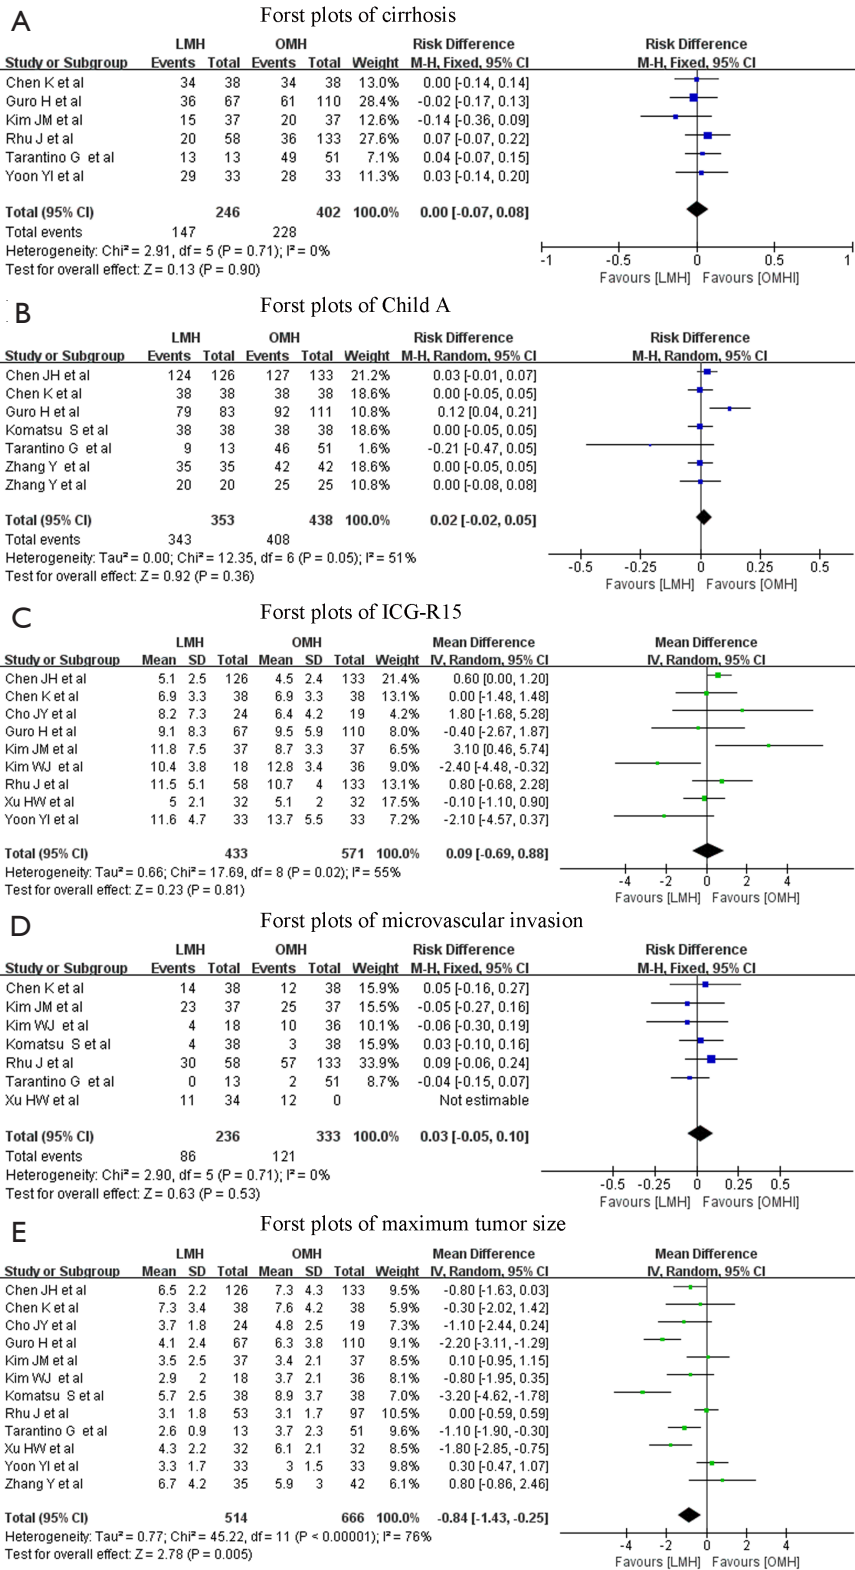 A Forst plots of cirrhosis
LMH OMH Risk Difference Risk Difference
Study or Subgroup Events Total Events Total Weight M-H, Fixed, 95% CI M-H, Fixed, 95% CI
Chen K et al 34 38 34 38 13.0% 0.00 [-0.14, 0.14]
Guro H et al 36 67 61 110 28.4% -0.02 [-0.17, 0.13]
Kim JM et al 15 37 20 37 12.6% -0.14 [-0.36, 0.09]
Rhu J et al 20 58 36 133 27.6% 0.07 [-0.07, 0.22]
Tarantino G et al 13 13 49 51 7.1% 0.04 [-0.07, 0.15]
Yoon YI et al 29 33 28 33 11.3% 0.03 [-0.14, 0.20]
Total (95% CI) 246 402 100.0% 0.00 [-0.07, 0.08]
Total events 147 228
Heterogeneity: Chi² = 2.91, df = 5 (P = 0.71); I² = 0%
Test for overall effect: Z = 0.13 (P = 0.90)
-1 -0.5 0 0.5 1
Favours [LMH] Favours [OMHI]
B Forst plots of Child A
LMH OMH Risk Difference Risk Difference
Study or Subgroup Events Total Events Total Weight M-H, Random, 95% CI M-H, Random, 95% CI
Chen JH et al 124 126 127 133 21.2% 0.03 [-0.01, 0.07]
Chen K et al 38 38 38 38 18.6% 0.00 [-0.05, 0.05]
Guro H et al 79 83 92 111 10.8% 0.12 [0.04, 0.21]
Komatsu S et al 38 38 38 38 18.6% 0.00 [-0.05, 0.05]
Tarantino G et al 9 13 46 51 1.6% -0.21 [-0.47, 0.05]
Zhang Y et al 35 35 42 42 18.6% 0.00 [-0.05, 0.05]
Zhang Y et al 20 20 25 25 10.8% 0.00 [-0.08, 0.08]
Total (95% CI) 353 438 100.0% 0.02 [-0.02, 0.05]
Total events 343 408
Heterogeneity: Tau² = 0.00; Chi² = 12.35, df = 6 (P = 0.05); I² = 51%
Test for overall effect: Z = 0.92 (P = 0.36)
-0.5 -0.25 0 0.25 0.5
Favours [LMH] Favours [OMH]
C Forst plots of ICG-R15
LMH OMH Mean Difference Mean Difference
Study or Subgroup Mean SD Total Mean SD Total Weight IV, Random, 95% CI IV, Random, 95% CI
Chen JH et al 5.1 2.5 126 4.5 2.4 133 21.4% 0.60 [0.00, 1.20]
Chen K et al 6.9 3.3 38 6.9 3.3 38 13.1% 0.00 [-1.48, 1.48]
Cho JY et al 8.2 7.3 24 6.4 4.2 19 4.2% 1.80 [-1.68, 5.28]
Guro H et al 9.1 8.3 67 9.5 5.9 110 8.0% -0.40 [-2.67, 1.87]
Kim JM et al 11.8 7.5 37 8.7 3.3 37 6.5% 3.10 [0.46, 5.74]
Kim WJ et al 10.4 3.8 18 12.8 3.4 36 9.0% -2.40 [-4.48, -0.32]
Rhu J et al 11.5 5.1 58 10.7 4 133 13.1% 0.80 [-0.68, 2.28]
Xu HW et al 5 2.1 32 5.1 2 32 17.5% -0.10 [-1.10, 0.90]
Yoon YI et al 11.6 4.7 33 13.7 5.5 33 7.2% -2.10 [-4.57, 0.37]
Total (95% CI) 433 571 100.0% 0.09 [-0.69, 0.88]
Heterogeneity: Tau² = 0.66; Chi² = 17.69, df = 8 (P = 0.02); I² = 55%
Test for overall effect: Z = 0.23 (P = 0.81)
-4 -2 0 2 4
Favours [LMH] Favours [OMH]
D Forst plots of microvascular invasion
LMH OMH Risk Difference Risk Difference
Study or Subgroup Events Total Events Total Weight M-H, Fixed, 95% CI M-H, Fixed, 95% CI
Chen K et al 14 38 12 38 15.9% 0.05 [-0.16, 0.27]
Kim JM et al 23 37 25 37 15.5% -0.05 [-0.27, 0.16]
Kim WJ et al 4 18 10 36 10.1% -0.06 [-0.30, 0.19]
Komatsu S et al 4 38 3 38 15.9% 0.03 [-0.10, 0.16]
Rhu J et al 30 58 57 133 33.9% 0.09 [-0.06, 0.24]
Tarantino G et al 0 13 2 51 8.7% -0.04 [-0.15, 0.07]
Xu HW et al 11 34 12 0 Not estimable
Total (95% CI) 236 333 100.0% 0.03 [-0.05, 0.10]
Total events 86 121
Heterogeneity: Chi² = 2.90, df = 5 (P = 0.71); I² = 0%
Test for overall effect: Z = 0.63 (P = 0.53)
-0.5 -0.25 0 0.25 0.5
Favours [LMH] Favours [OMHI]
E Forst plots of maximum tumor size
LMH OMH Mean Difference Mean Difference
Study or Subgroup Mean SD Total Mean SD Total Weight IV, Random, 95% CI IV, Random, 95% CI
Chen JH et al 6.5 2.2 126 7.3 4.3 133 9.5% -0.80 [-1.63, 0.03]
Chen K et al 7.3 3.4 38 7.6 4.2 38 5.9% -0.30 [-2.02, 1.42]
Cho JY et al 3.7 1.8 24 4.8 2.5 19 7.3% -1.10 [-2.44, 0.24]
Guro H et al 4.1 2.4 67 6.3 3.8 110 9.1% -2.20 [-3.11, -1.29]
Kim JM et al 3.5 2.5 37 3.4 2.1 37 8.5% 0.10 [-0.95, 1.15]
Kim WJ et al 2.9 2 18 3.7 2.1 36 8.1% -0.80 [-1.95, 0.35]
Komatsu S et al 5.7 2.5 38 8.9 3.7 38 7.0% -3.20 [-4.62, -1.78]
Rhu J et al 3.1 1.8 53 3.1 1.7 97 10.5% 0.00 [-0.59, 0.59]
Tarantino G et al 2.6 0.9 13 3.7 2.3 51 9.6% -1.10 [-1.90, -0.30]
Xu HW et al 4.3 2.2 32 6.1 2.1 32 8.5% -1.80 [-2.85, -0.75]
Yoon YI et al 3.3 1.7 33 3 1.5 33 9.7% 0.30 [-0.47, 1.07]
Zhang Y et al 6.7 4.2 35 5.9 3 42 6.1% 0.80 [-0.86, 2.46]
Total (95% CI) 514 666 100.0% -0.84 [-1.43, -0.25]
Heterogeneity: Tau² = 0.77; Chi² = 45.22, df = 11 (P < 0.00001); I² = 76%
Test for overall effect: Z = 2.78 (P = 0.005)
-4 -2 0 2 4
Favours [LMH] Favours [OMH]